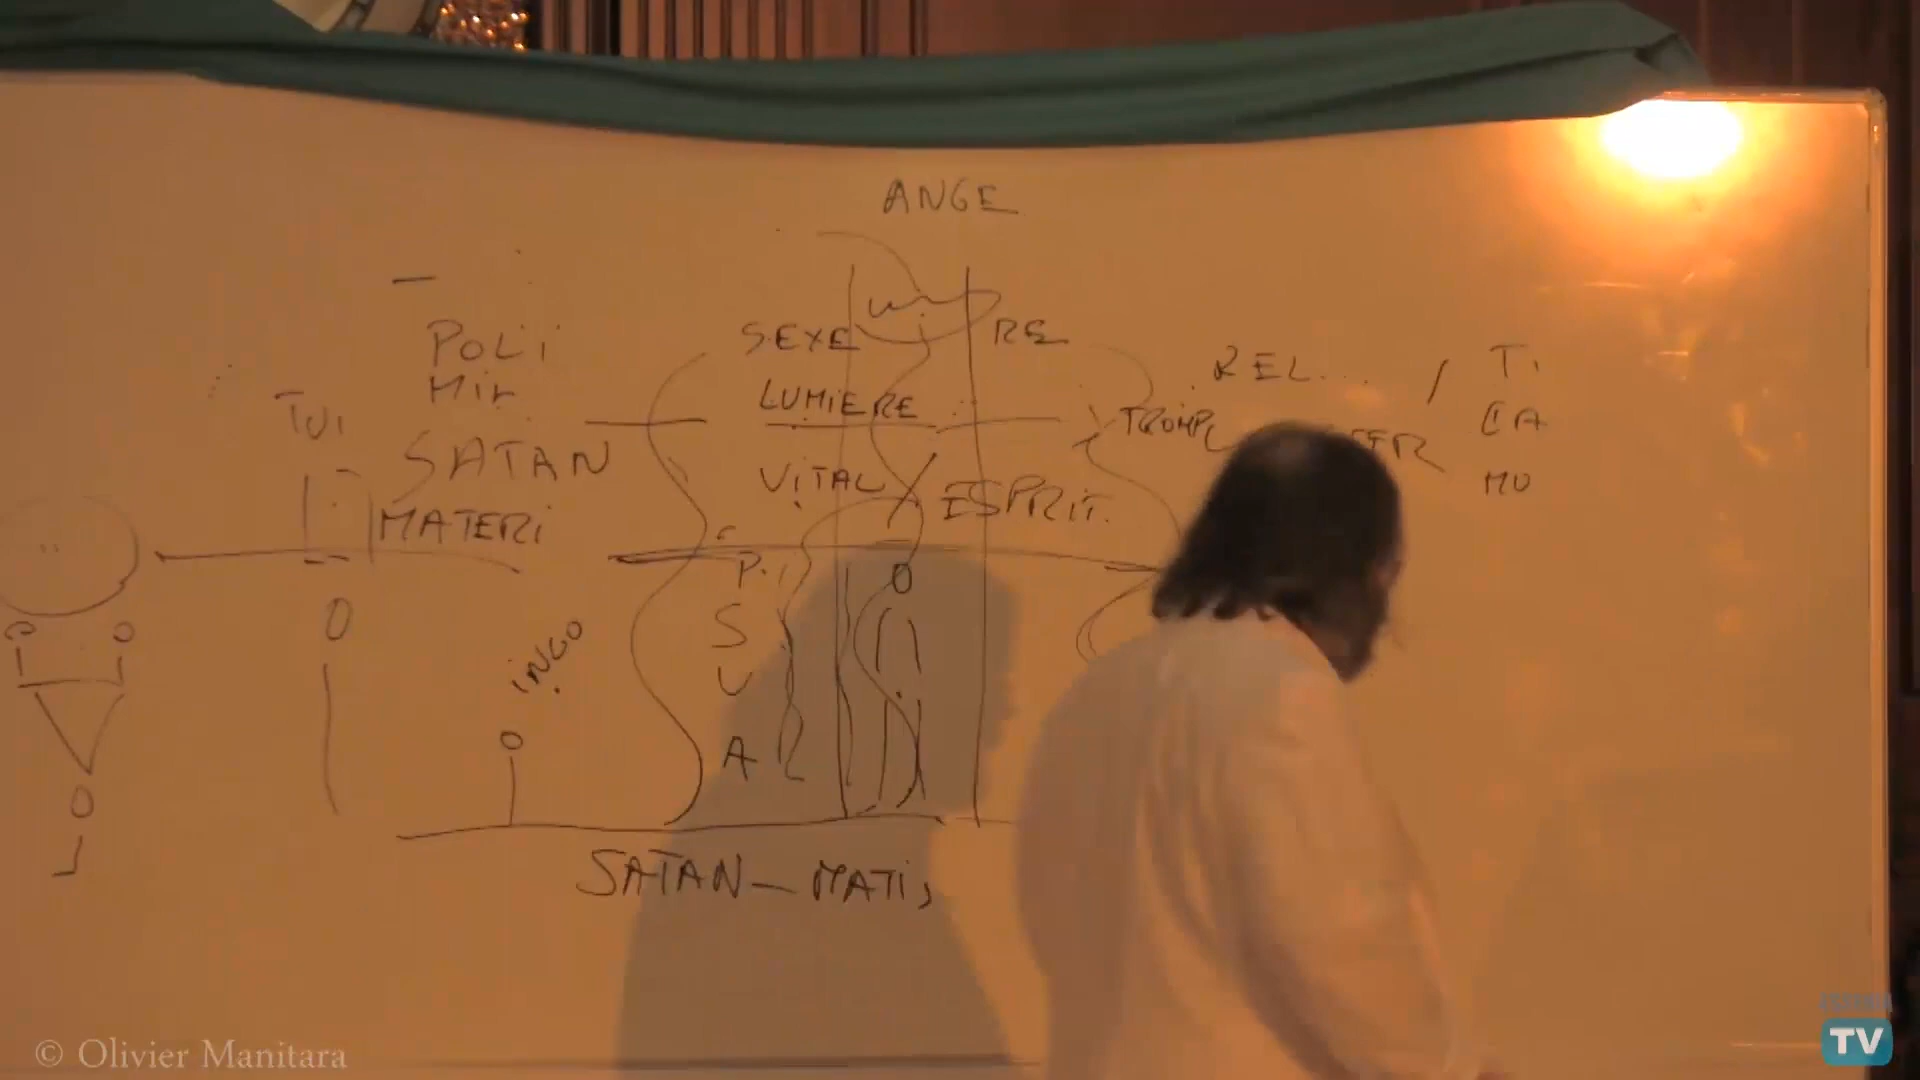 ANGE
POLi
SEXE
RE
REL...
Ti
MiL
LUMiERE
TROMP
CA
TUi
SATAN
ViTAL
ESPRiT.
MU
MATERi
P.
S
iNGO
A
SATAN - MATi
© Olivier Manitara
TV